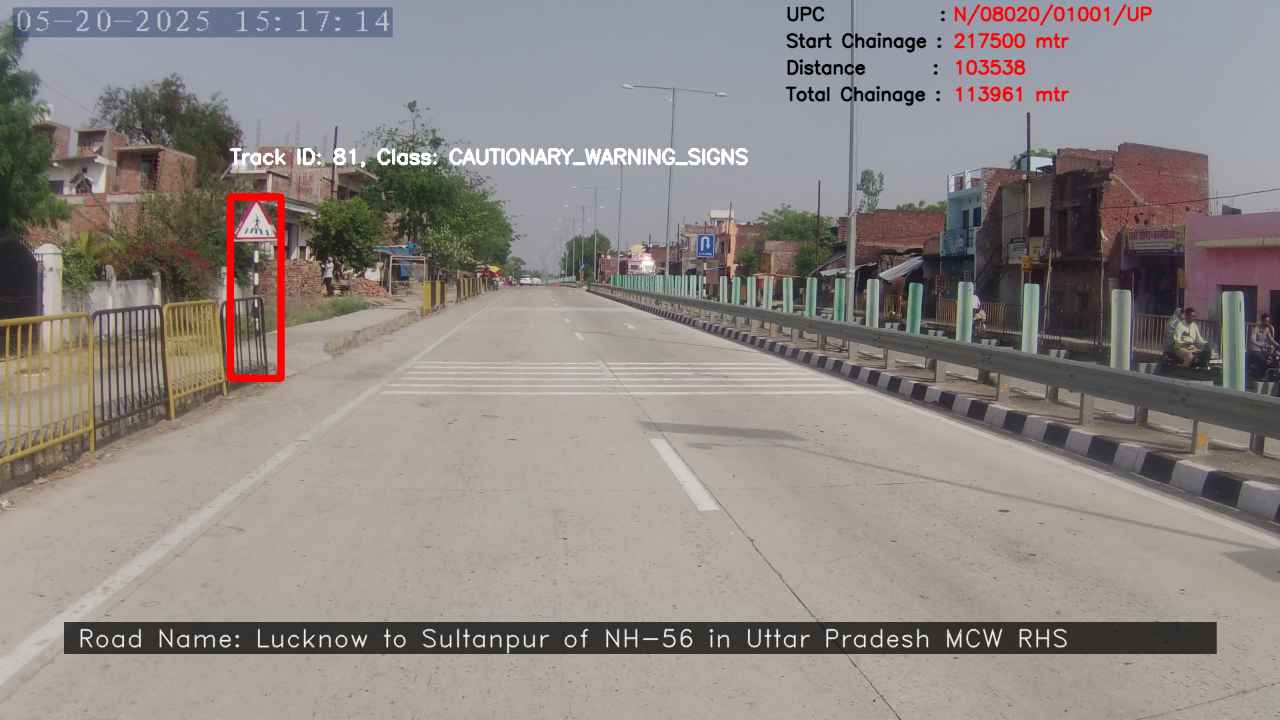 05-20-2025 15:17:14
UPC : N/08020/01001/UP
Start Chainage : 217500 mtr
Distance : 103538
Total Chainage : 113961 mtr
Track ID: 81, Class: CAUTIONARY_WARNING_SIGNS
Road Name: Lucknow to Sultanpur of NH-56 in Uttar Pradesh MCW RHS